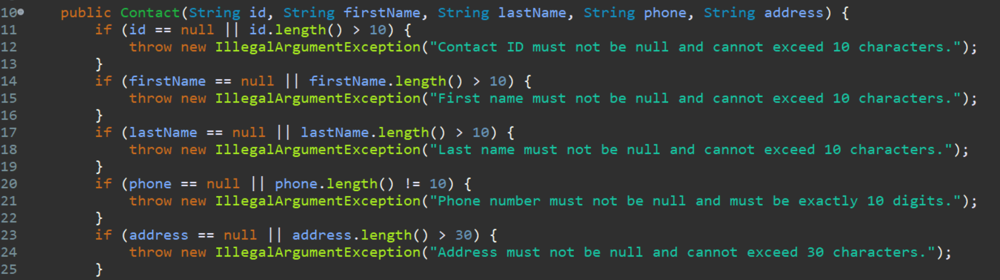 10    public Contact(String id, String firstName, String lastName, String phone, String address) {
11        if (id == null || id.length() > 10) {
12            throw new IllegalArgumentException("Contact ID must not be null and cannot exceed 10 characters.");
13        }
14        if (firstName == null || firstName.length() > 10) {
15            throw new IllegalArgumentException("First name must not be null and cannot exceed 10 characters.");
16        }
17        if (lastName == null || lastName.length() > 10) {
18            throw new IllegalArgumentException("Last name must not be null and cannot exceed 10 characters.");
19        }
20        if (phone == null || phone.length() != 10) {
21            throw new IllegalArgumentException("Phone number must not be null and must be exactly 10 digits.");
22        }
23        if (address == null || address.length() > 30) {
24            throw new IllegalArgumentException("Address must not be null and cannot exceed 30 characters.");
25        }